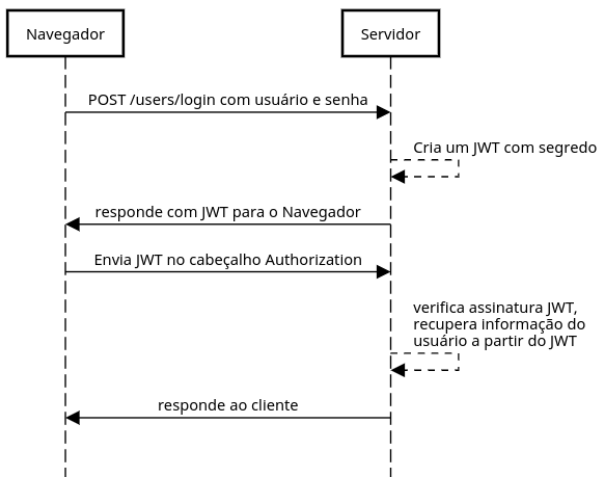 Navegador
Servidor
POST /users/login com usuário e senha
Cria um JWT com segredo
responde com JWT para o Navegador
Envia JWT no cabeçalho Authorization
verifica assinatura JWT,
recupera informação do
usuário a partir do JWT
responde ao cliente